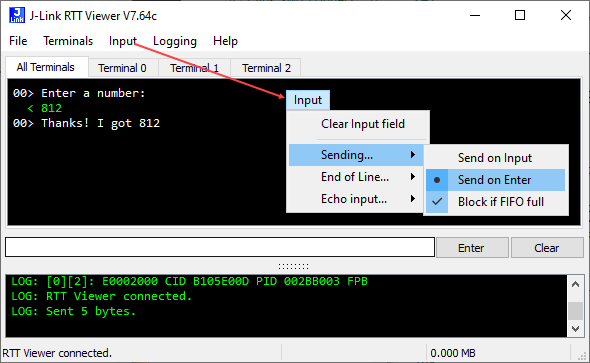 J-Link RTT Viewer V7.64c
File Terminals Input Logging Help
All Terminals Terminal 0 Terminal 1 Terminal 2
00> Enter a number:
< 812
00> Thanks! I got 812
Input
Clear Input field
Sending...
End of Line...
Echo input...
Send on Input
Send on Enter
Block if FIFO full
Enter Clear
LOG: [0][2]: E0002000 CID B105E00D PID 002BB003 FPB
LOG: RTT Viewer connected.
LOG: Sent 5 bytes.
RTT Viewer connected. 0.000 MB